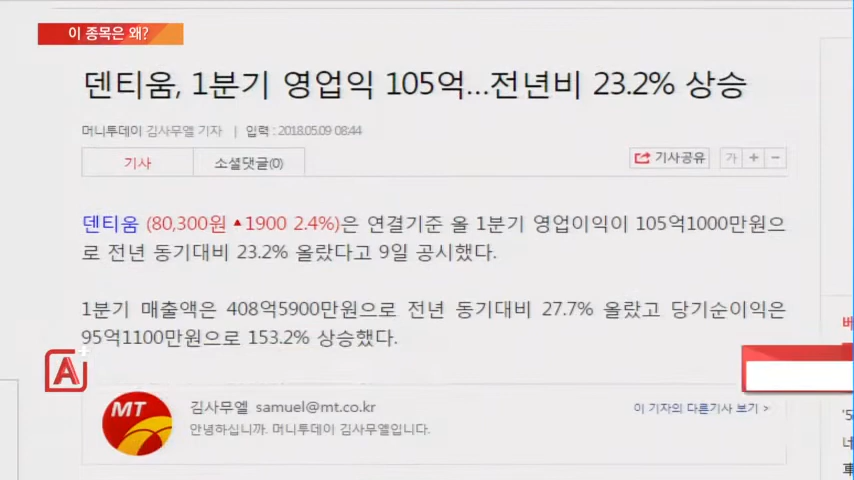 이 종목은 왜?
덴티움, 1분기 영업익 105억...전년비 23.2% 상승
머니투데이 김사무엘 기자 | 입력 : 2018.05.09 08:44
기사 소셜댓글(0) 기사공유 가 + -
덴티움 (80,300원 ▲1900 2.4%)은 연결기준 올 1분기 영업이익이 105억1000만원으
로 전년 동기대비 23.2% 올랐다고 9일 공시했다.
1분기 매출액은 408억5900만원으로 전년 동기대비 27.7% 올랐고 당기순이익은
95억1100만원으로 153.2% 상승했다.
A+
MT
김사무엘 samuel@mt.co.kr
이 기자의 다른기사 보기 >
안녕하십니까. 머니투데이 김사무엘입니다.